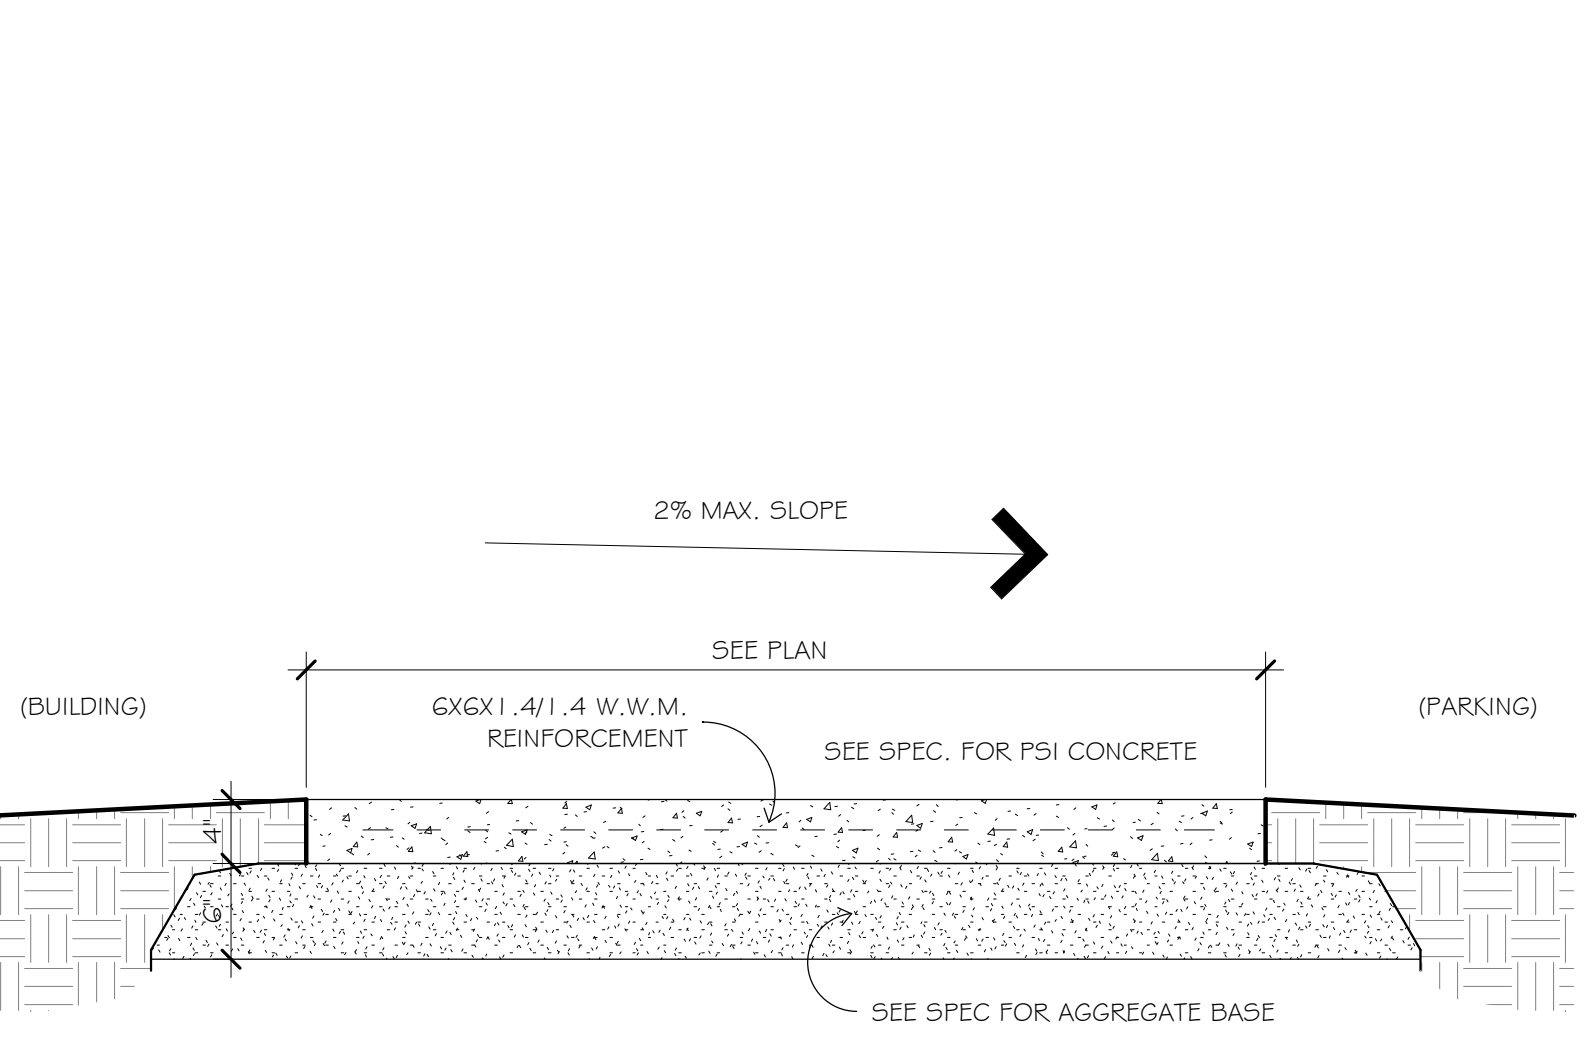 2% MAX. SLOPE
SEE PLAN
(BUILDING)
6X6X1.4/1.4 W.W.M.
REINFORCEMENT
(PARKING)
SEE SPEC. FOR PSI CONCRETE
4"
6"
SEE SPEC FOR AGGREGATE BASE